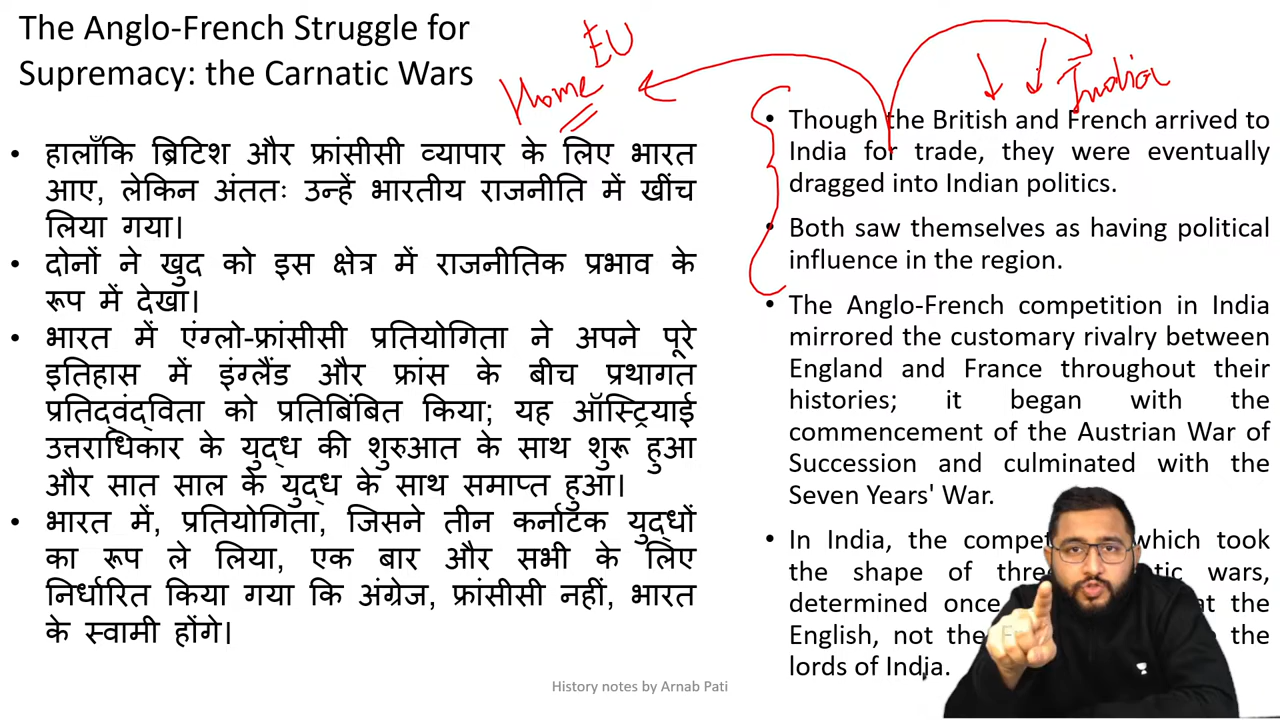 The Anglo-French Struggle for
Supremacy: the Carnatic Wars
Home
EU
India
• हालाँकि ब्रिटिश और फ्रांसीसी व्यापार के लिए भारत
आए, लेकिन अंततः उन्हें भारतीय राजनीति में खींच
लिया गया।
• दोनों ने खुद को इस क्षेत्र में राजनीतिक प्रभाव के
रूप में देखा।
• भारत में एंग्लो-फ्रांसीसी प्रतियोगिता ने अपने पूरे
इतिहास में इंग्लैंड और फ्रांस के बीच प्रथागत
प्रतिद्वंद्विता को प्रतिबिंबित किया; यह ऑस्ट्रियाई
उत्तराधिकार के युद्ध की शुरुआत के साथ शुरू हुआ
और सात साल के युद्ध के साथ समाप्त हुआ।
• भारत में, प्रतियोगिता, जिसने तीन कर्नाटक युद्धों
का रूप ले लिया, एक बार और सभी के लिए
निर्धारित किया गया कि अंग्रेज, फ्रांसीसी नहीं, भारत
के स्वामी होंगे।
• Though the British and French arrived to
India for trade, they were eventually
dragged into Indian politics.
• Both saw themselves as having political
influence in the region.
• The Anglo-French competition in India
mirrored the customary rivalry between
England and France throughout their
histories; it began with the
commencement of the Austrian War of
Succession and culminated with the
Seven Years' War.
• In India, the which took
the shape of wars,
determined once the
English, not the
lords of India.
History notes by Arnab Pati